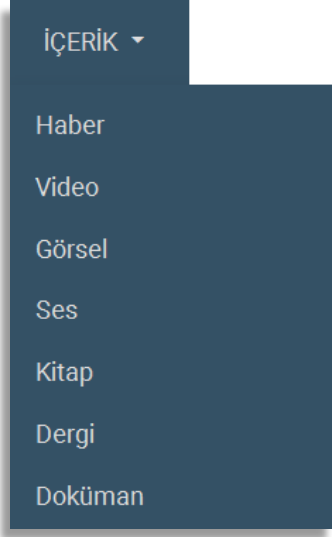 İÇERİK
Haber
Video
Görsel
Ses
Kitap
Dergi
Doküman